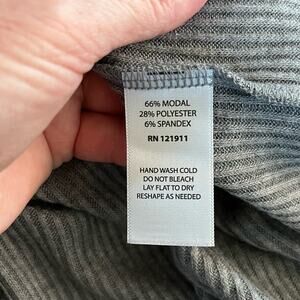 66% MODAL
28% POLYESTER
6% SPANDEX
RN 121911
HAND WASH COLD
DO NOT BLEACH
LAY FLAT TO DRY
RESHAPE AS NEEDED